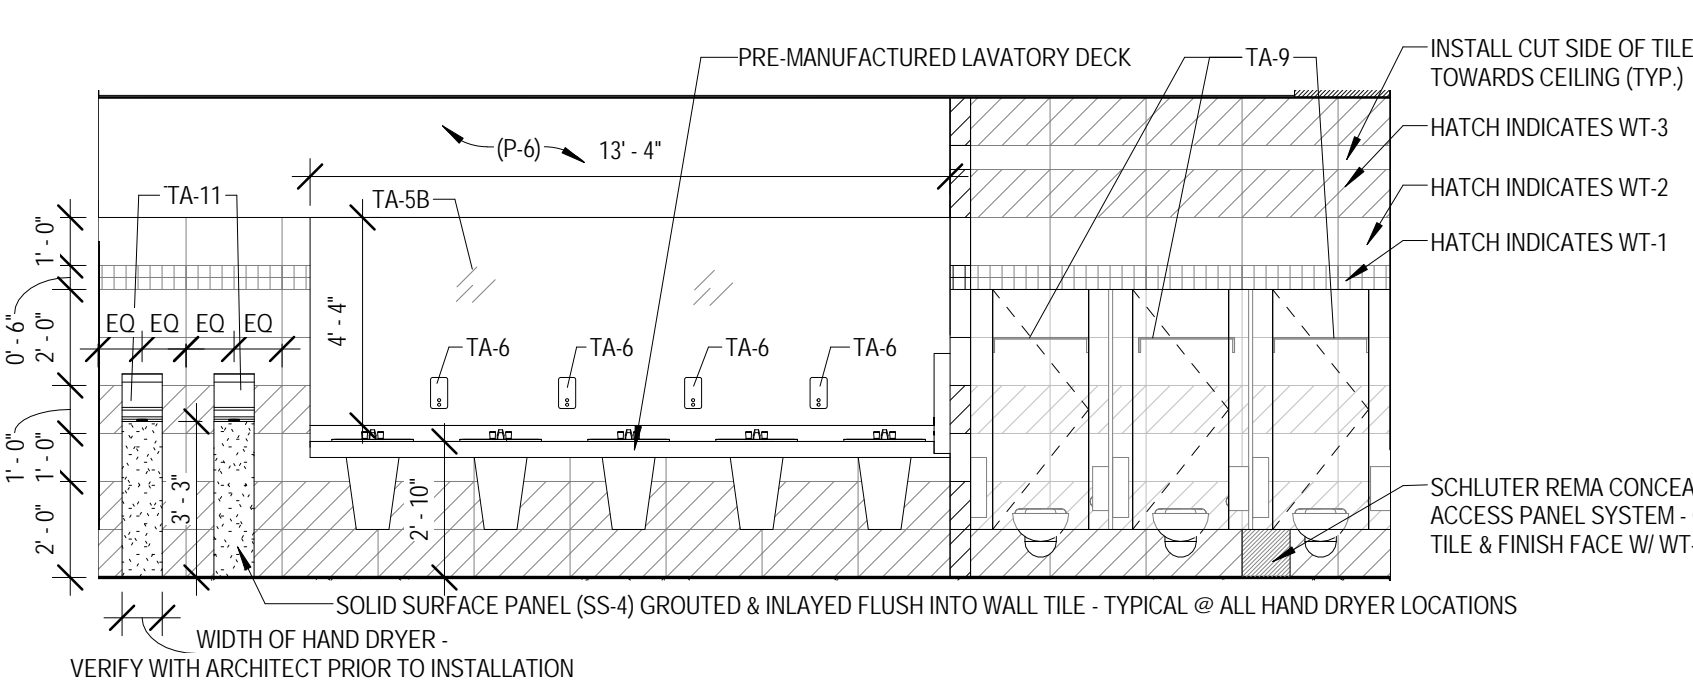 PRE-MANUFACTURED LAVATORY DECK
TA-9
INSTALL CUT SIDE OF TILE
TOWARDS CEILING (TYP.)
HATCH INDICATES WT-3
(P-6)
13' - 4"
HATCH INDICATES WT-2
TA-11
TA-5B
HATCH INDICATES WT-1
1' - 0"
0' - 6"
2' - 0"
EQ EQ EQ EQ
4' - 4"
TA-6 TA-6 TA-6 TA-6
1' - 0"
1' - 0"
2' - 0"
3' - 3"
2' - 10"
SCHLUTER REMA CONCEA
ACCESS PANEL SYSTEM -
TILE & FINISH FACE W/ WT-
SOLID SURFACE PANEL (SS-4) GROUTED & INLAYED FLUSH INTO WALL TILE - TYPICAL @ ALL HAND DRYER LOCATIONS
WIDTH OF HAND DRYER -
VERIFY WITH ARCHITECT PRIOR TO INSTALLATION